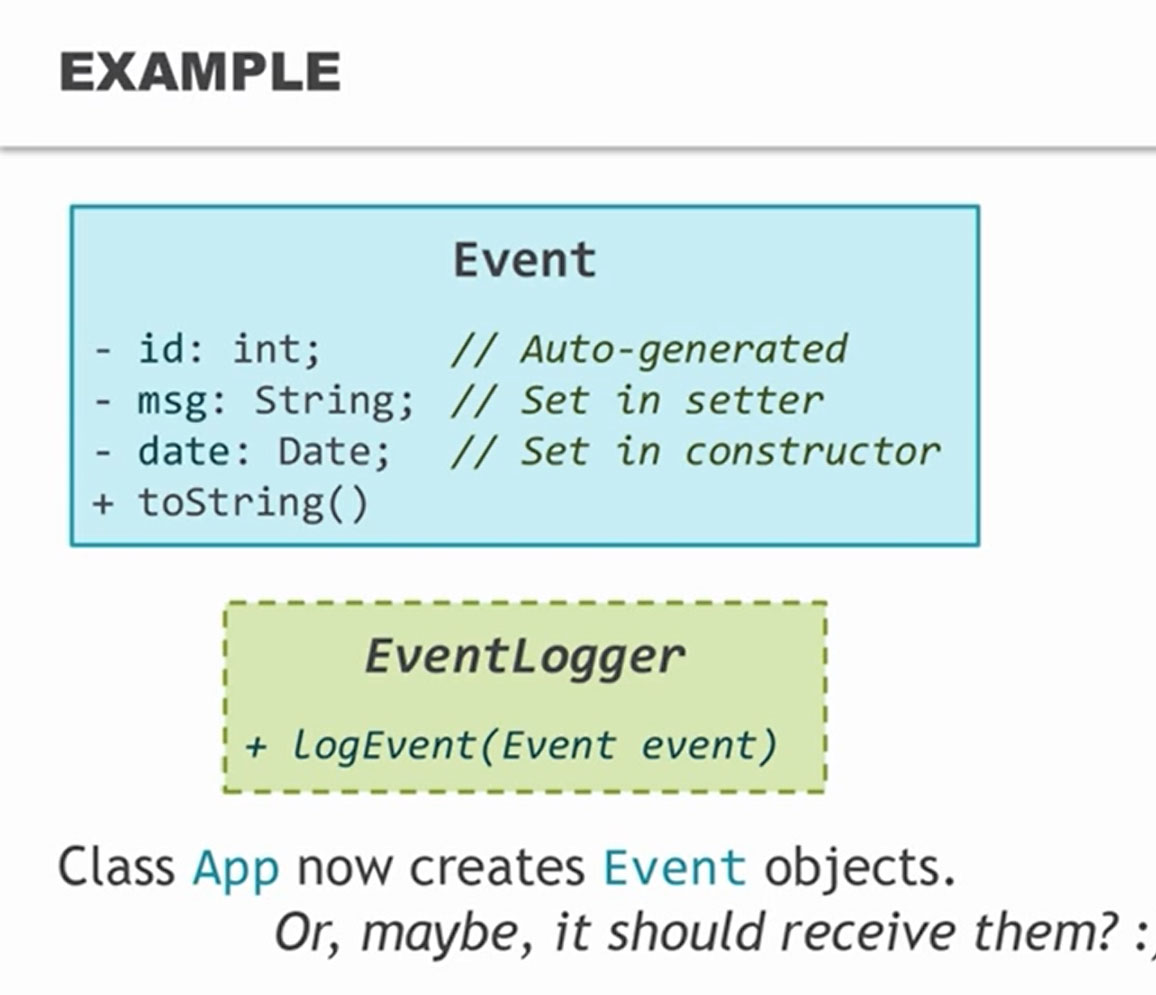 EXAMPLE
Event
- id: int; // Auto-generated
- msg: String; // Set in setter
- date: Date; // Set in constructor
+ toString()
EventLogger
+ logEvent(Event event)
Class App now creates Event objects.
Or, maybe, it should receive them? :)